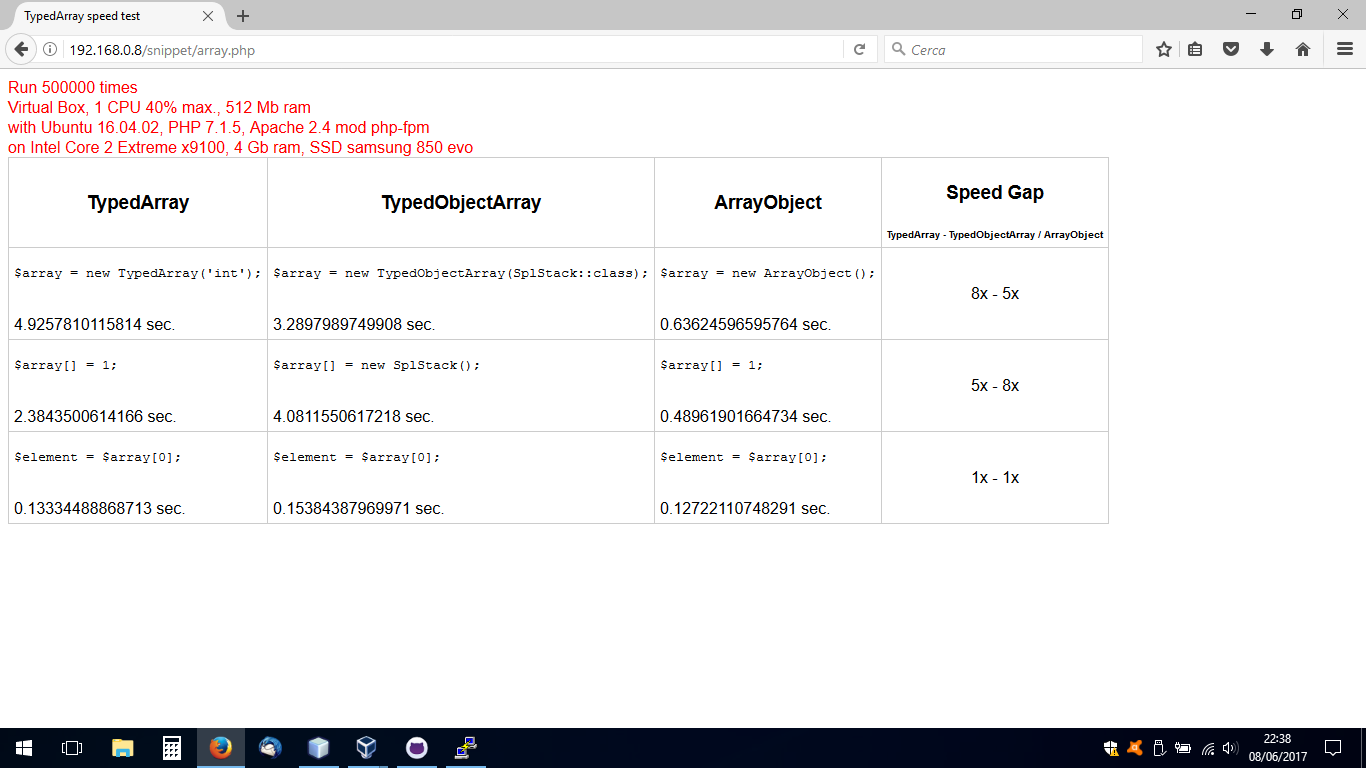 TypedArray speed test
192.168.0.8/snippet/array.php
Cerca
Run 500000 times
Virtual Box, 1 CPU 40% max., 512 Mb ram
with Ubuntu 16.04.02, PHP 7.1.5, Apache 2.4 mod php-fpm
on Intel Core 2 Extreme x9100, 4 Gb ram, SSD samsung 850 evo
TypedArray
TypedObjectArray
ArrayObject
Speed Gap
TypedArray - TypedObjectArray / ArrayObject
$array = new TypedArray('int');
4.9257810115814 sec.
$array = new TypedObjectArray(SplStack::class);
3.2897989749908 sec.
$array = new ArrayObject();
0.63624596595764 sec.
8x - 5x
$array[] = 1;
2.3843500614166 sec.
$array[] = new SplStack();
4.0811550617218 sec.
$array[] = 1;
0.48961901664734 sec.
5x - 8x
$element = $array[0];
0.13334488868713 sec.
$element = $array[0];
0.15384387969971 sec.
$element = $array[0];
0.12722110748291 sec.
1x - 1x
22:38
08/06/2017